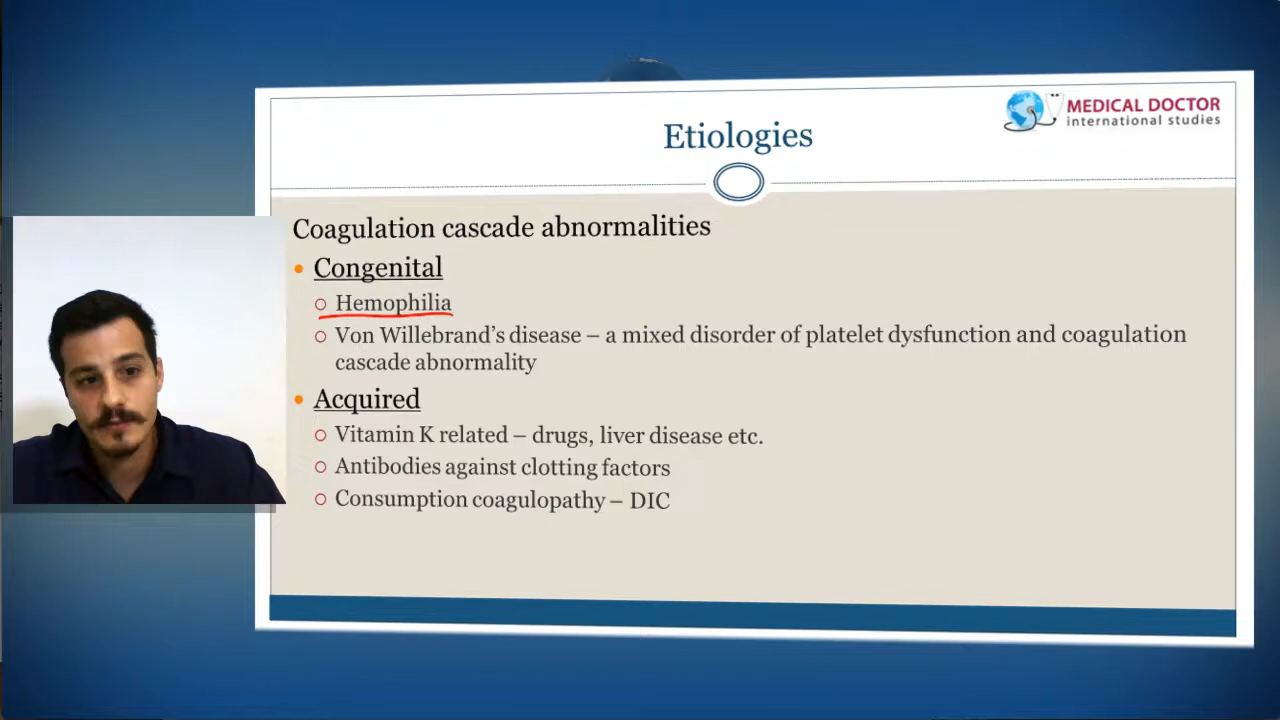 MEDICAL DOCTOR
international studies
Etiologies
Coagulation cascade abnormalities
Congenital
Hemophilia
Von Willebrand's disease – a mixed disorder of platelet dysfunction and coagulation
cascade abnormality
Acquired
Vitamin K related – drugs, liver disease etc.
Antibodies against clotting factors
Consumption coagulopathy – DIC